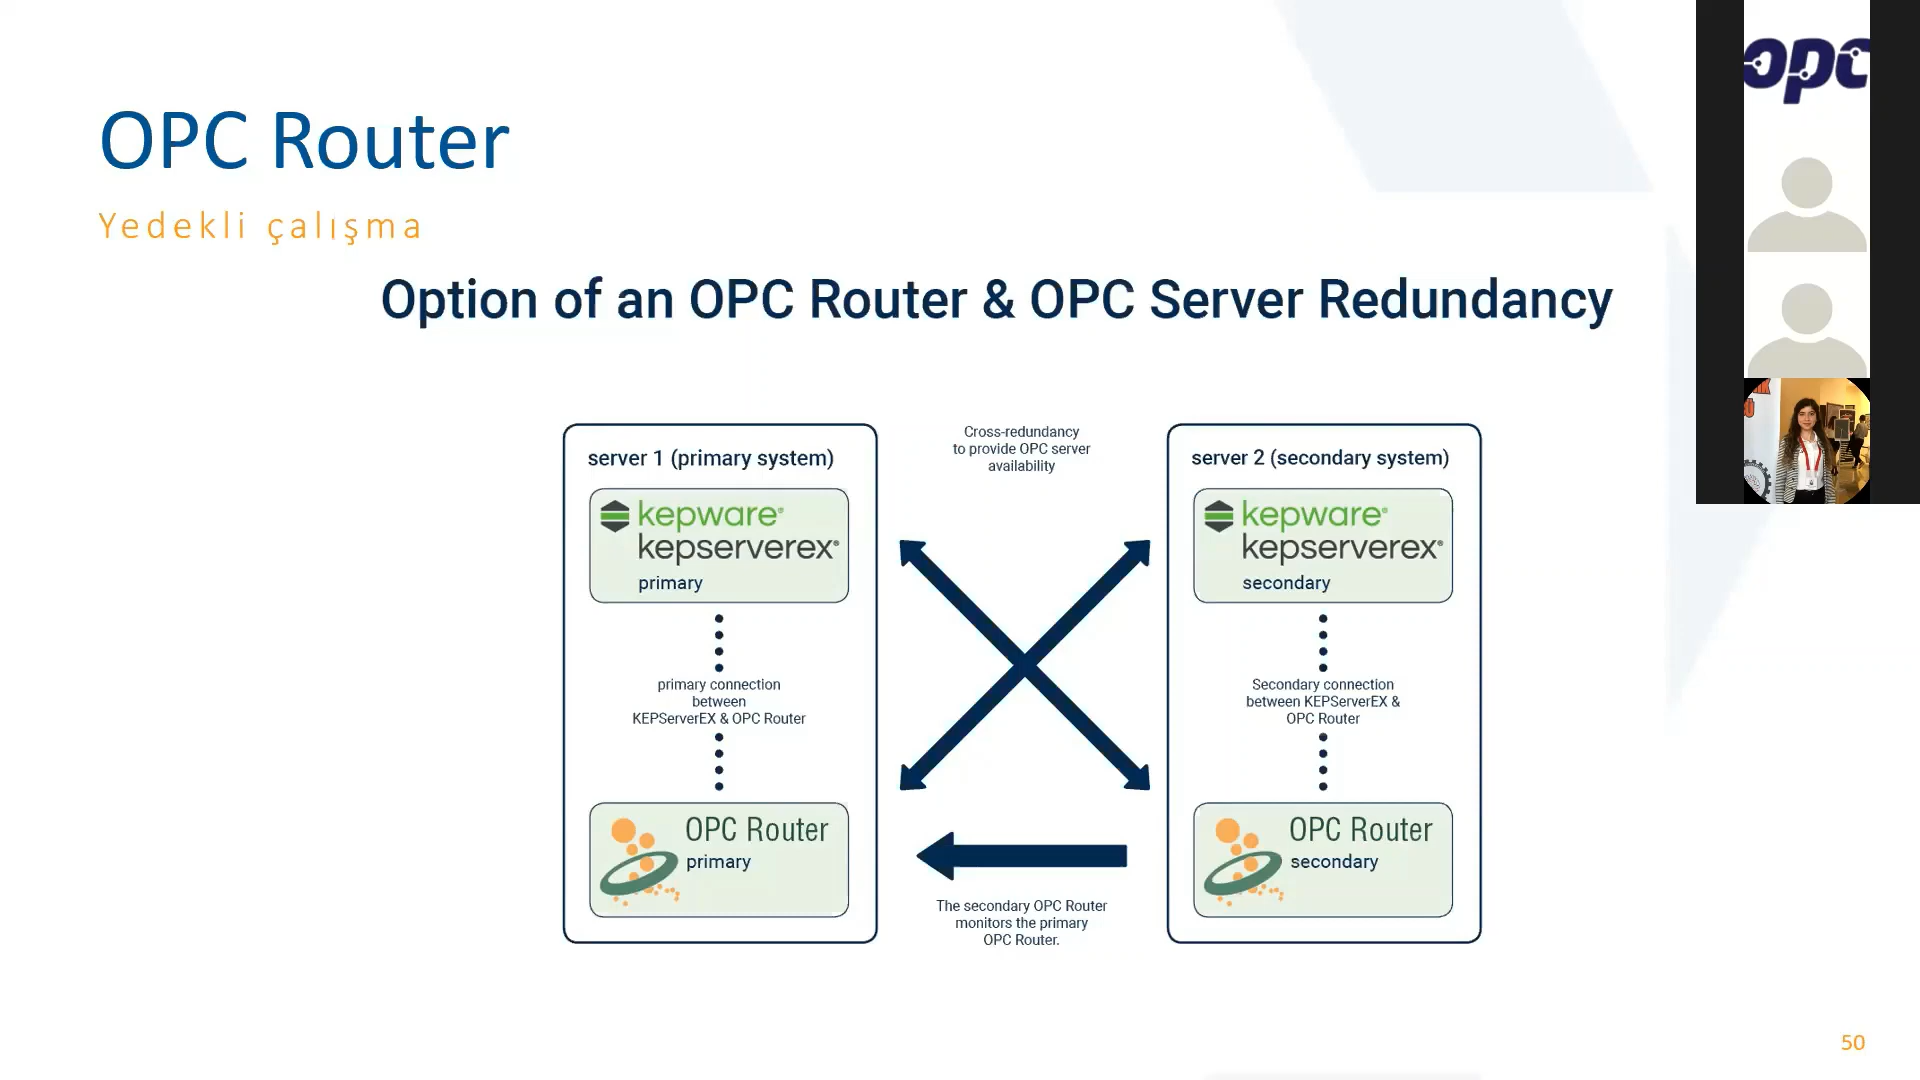 OPC Router
Yedekli çalışma
Option of an OPC Router & OPC Server Redundancy
server 1 (primary system)
kepware®
kepserverex®
primary
primary connection
between
KEPServerEX & OPC Router
OPC Router
primary
Cross-redundancy
to provide OPC server
availability
The secondary OPC Router
monitors the primary
OPC Router.
server 2 (secondary system)
kepware®
kepserverex®
secondary
Secondary connection
between KEPServerEX &
OPC Router
OPC Router
secondary
opc
50